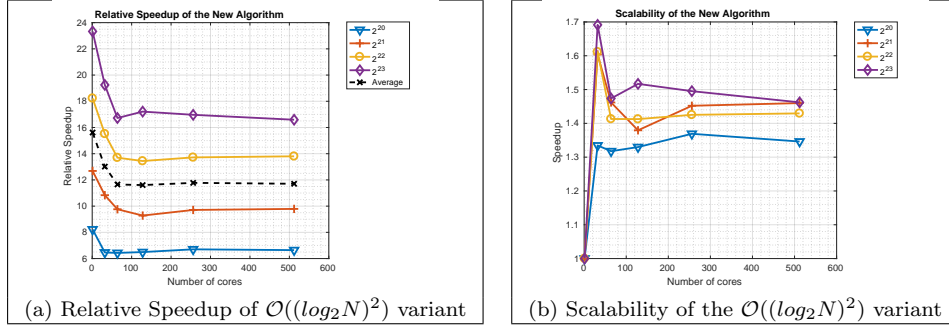 Relative Speedup of the New Algorithm
24
22
20
18
16
14
12
10
8
6
Relative Speedup
0 100 200 300 400 500 600
Number of cores
2^20
2^21
2^22
2^23
Average
(a) Relative Speedup of O((log₂N)²) variant
Scalability of the New Algorithm
1.7
1.6
1.5
1.4
1.3
1.2
1.1
1
Speedup
0 100 200 300 400 500 600
Number of cores
2^20
2^21
2^22
2^23
(b) Scalability of the O((log₂N)²) variant